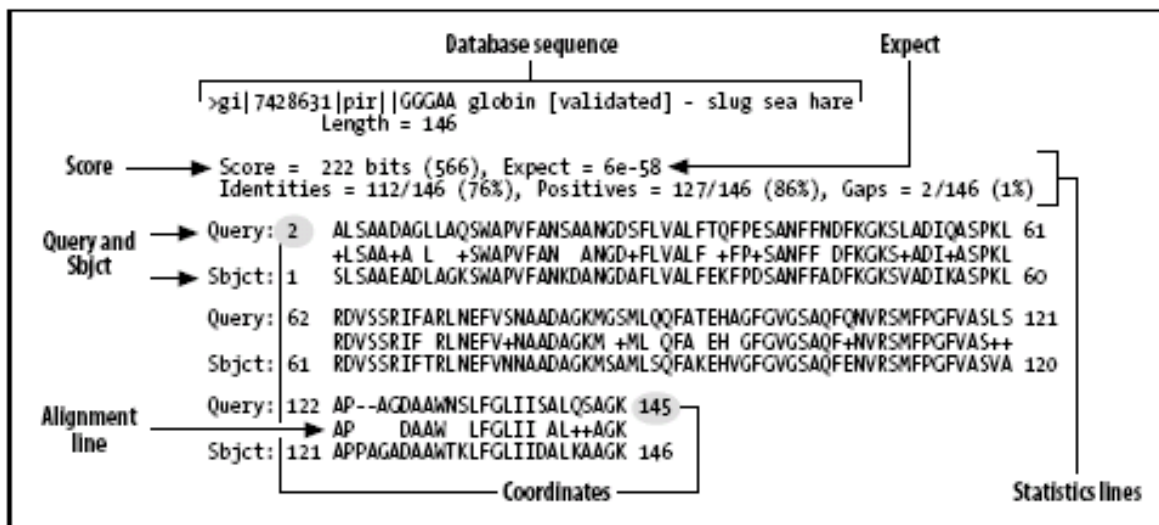 Database sequence
Expect
>gi|7428631|pir||GGGAA globin [validated] - slug sea hare
Length = 146
Score
Score = 222 bits (566), Expect = 6e-58
Identities = 112/146 (76%), Positives = 127/146 (86%), Gaps = 2/146 (1%)
Query and
Sbjct
Query: 2 ALSAADAGLLAQSWAPVFANSAANGDSFLVALFTQFPESANFFNDFKGKSLADIQASPKL 61
+LSAA+A L +SWAPVFAN ANGD+FLVALF +FP+SANFF DFKGKS+ADI+ASPKL
Sbjct: 1 SLSAAEADLAGKSWAPVFANKDANGDAFLVALFEKFPDSANFFADFKGKSVADIKASPKL 60
Query: 62 RDVSSRIFARLNEFVSNAADAGKMGSMLQQFATEHAGFGVGSAQFQNVRSMFPGFVASLS 121
RDVSSRIF RLNEFV+NAADAGKM +ML QFA EH GFGVGSAQF+NVRSMFPGFVAS++
Sbjct: 61 RDVSSRIFTRLNEFVNNAADAGKMSAMLSQFAKEHVGFGVGSAQFENVRSMFPGFVASVA 120
Query: 122 AP--AGDAAWNSLFGLIISALQSAGK 145
Alignment
line
AP DAAW LFGLII AL++AGK
Sbjct: 121 APPAGADAAWTKLFGLIIDALKAAGK 146
Coordinates
Statistics lines